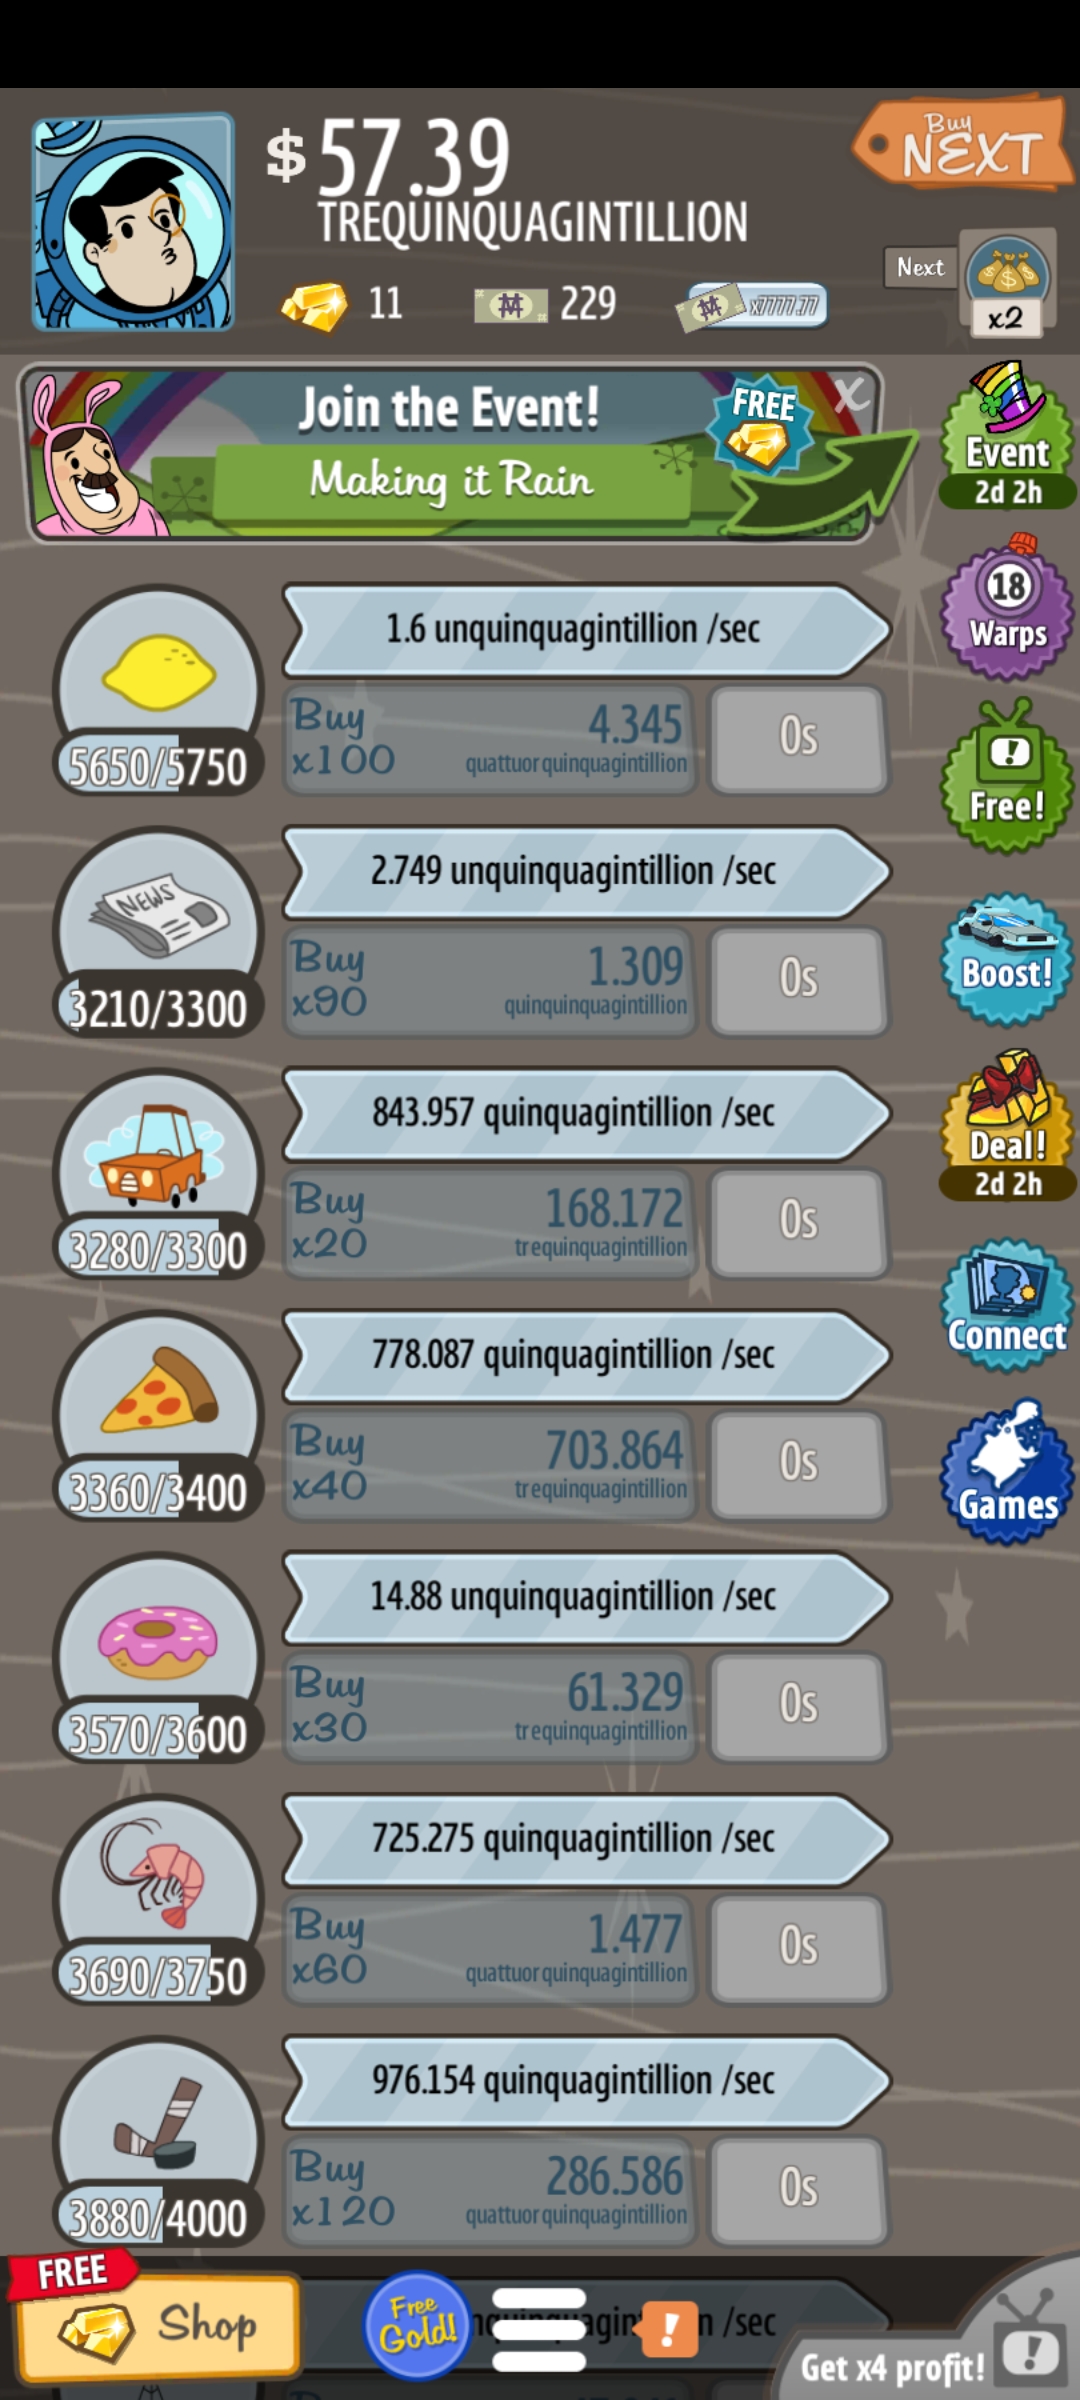 $57.39
TREQUINQUAGINTILLION
Buy
NEXT
11
229
x7777.77
Next
x2
Join the Event!
Making it Rain
FREE
X
Event
2d 2h
1.6 unquinquagintillion /sec
Buy
x100
4.345
quattuorquinquagintillion
0s
5650/5750
18
Warps
Free!
NEWS
2.749 unquinquagintillion /sec
Buy
x90
1.309
quinquinquagintillion
0s
3210/3300
Boost!
843.957 quinquagintillion /sec
Buy
x20
168.172
trequinquagintillion
0s
3280/3300
Deal!
2d 2h
778.087 quinquagintillion /sec
Buy
x40
703.864
trequinquagintillion
0s
3360/3400
Connect
Games
14.88 unquinquagintillion /sec
Buy
x30
61.329
trequinquagintillion
0s
3570/3600
725.275 quinquagintillion /sec
Buy
x60
1.477
quattuorquinquagintillion
0s
3690/3750
976.154 quinquagintillion /sec
Buy
x120
286.586
quattuorquinquagintillion
0s
3880/4000
FREE
Shop
Free
Gold!
/sec
Get x4 profit!